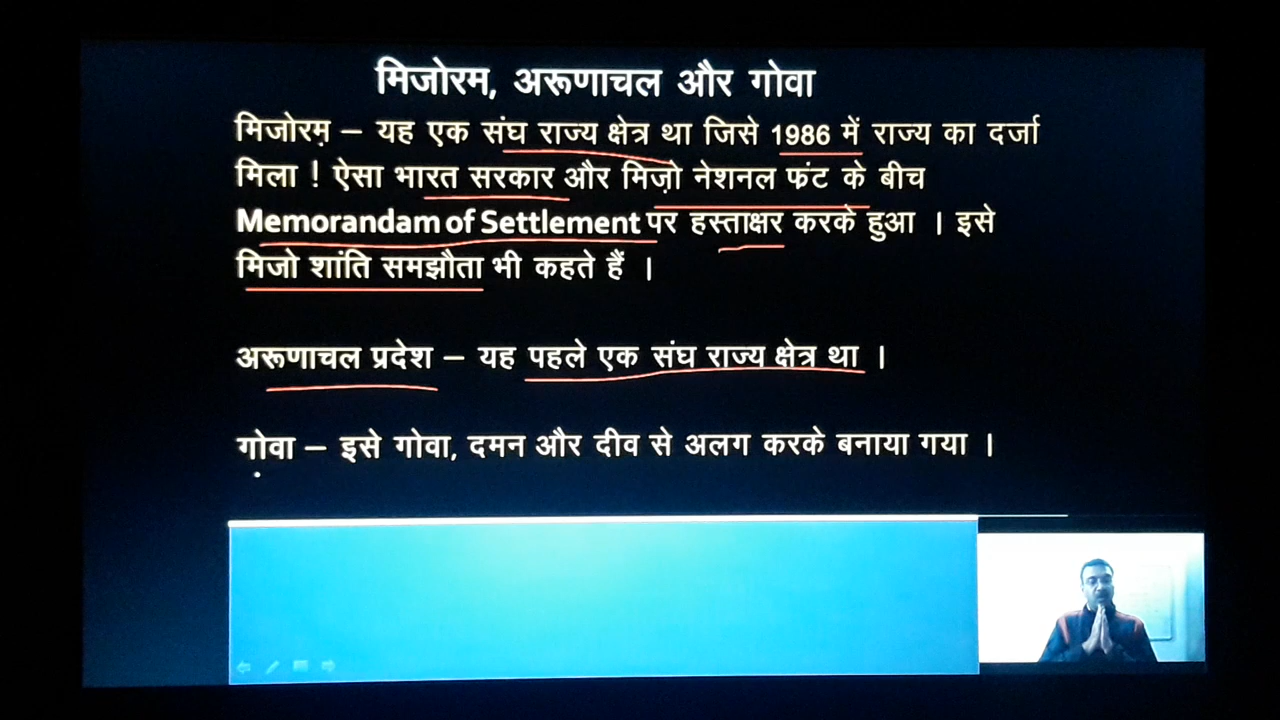 मिजोरम, अरूणाचल और गोवा
मिजोरम – यह एक संघ राज्य क्षेत्र था जिसे 1986 में राज्य का दर्जा
मिला ! ऐसा भारत सरकार और मिज़ो नेशनल फ्रंट के बीच
Memorandam of Settlement पर हस्ताक्षर करके हुआ । इसे
मिजो शांति समझौता भी कहते हैं ।
अरूणाचल प्रदेश – यह पहले एक संघ राज्य क्षेत्र था ।
गोवा – इसे गोवा, दमन और दीव से अलग करके बनाया गया ।